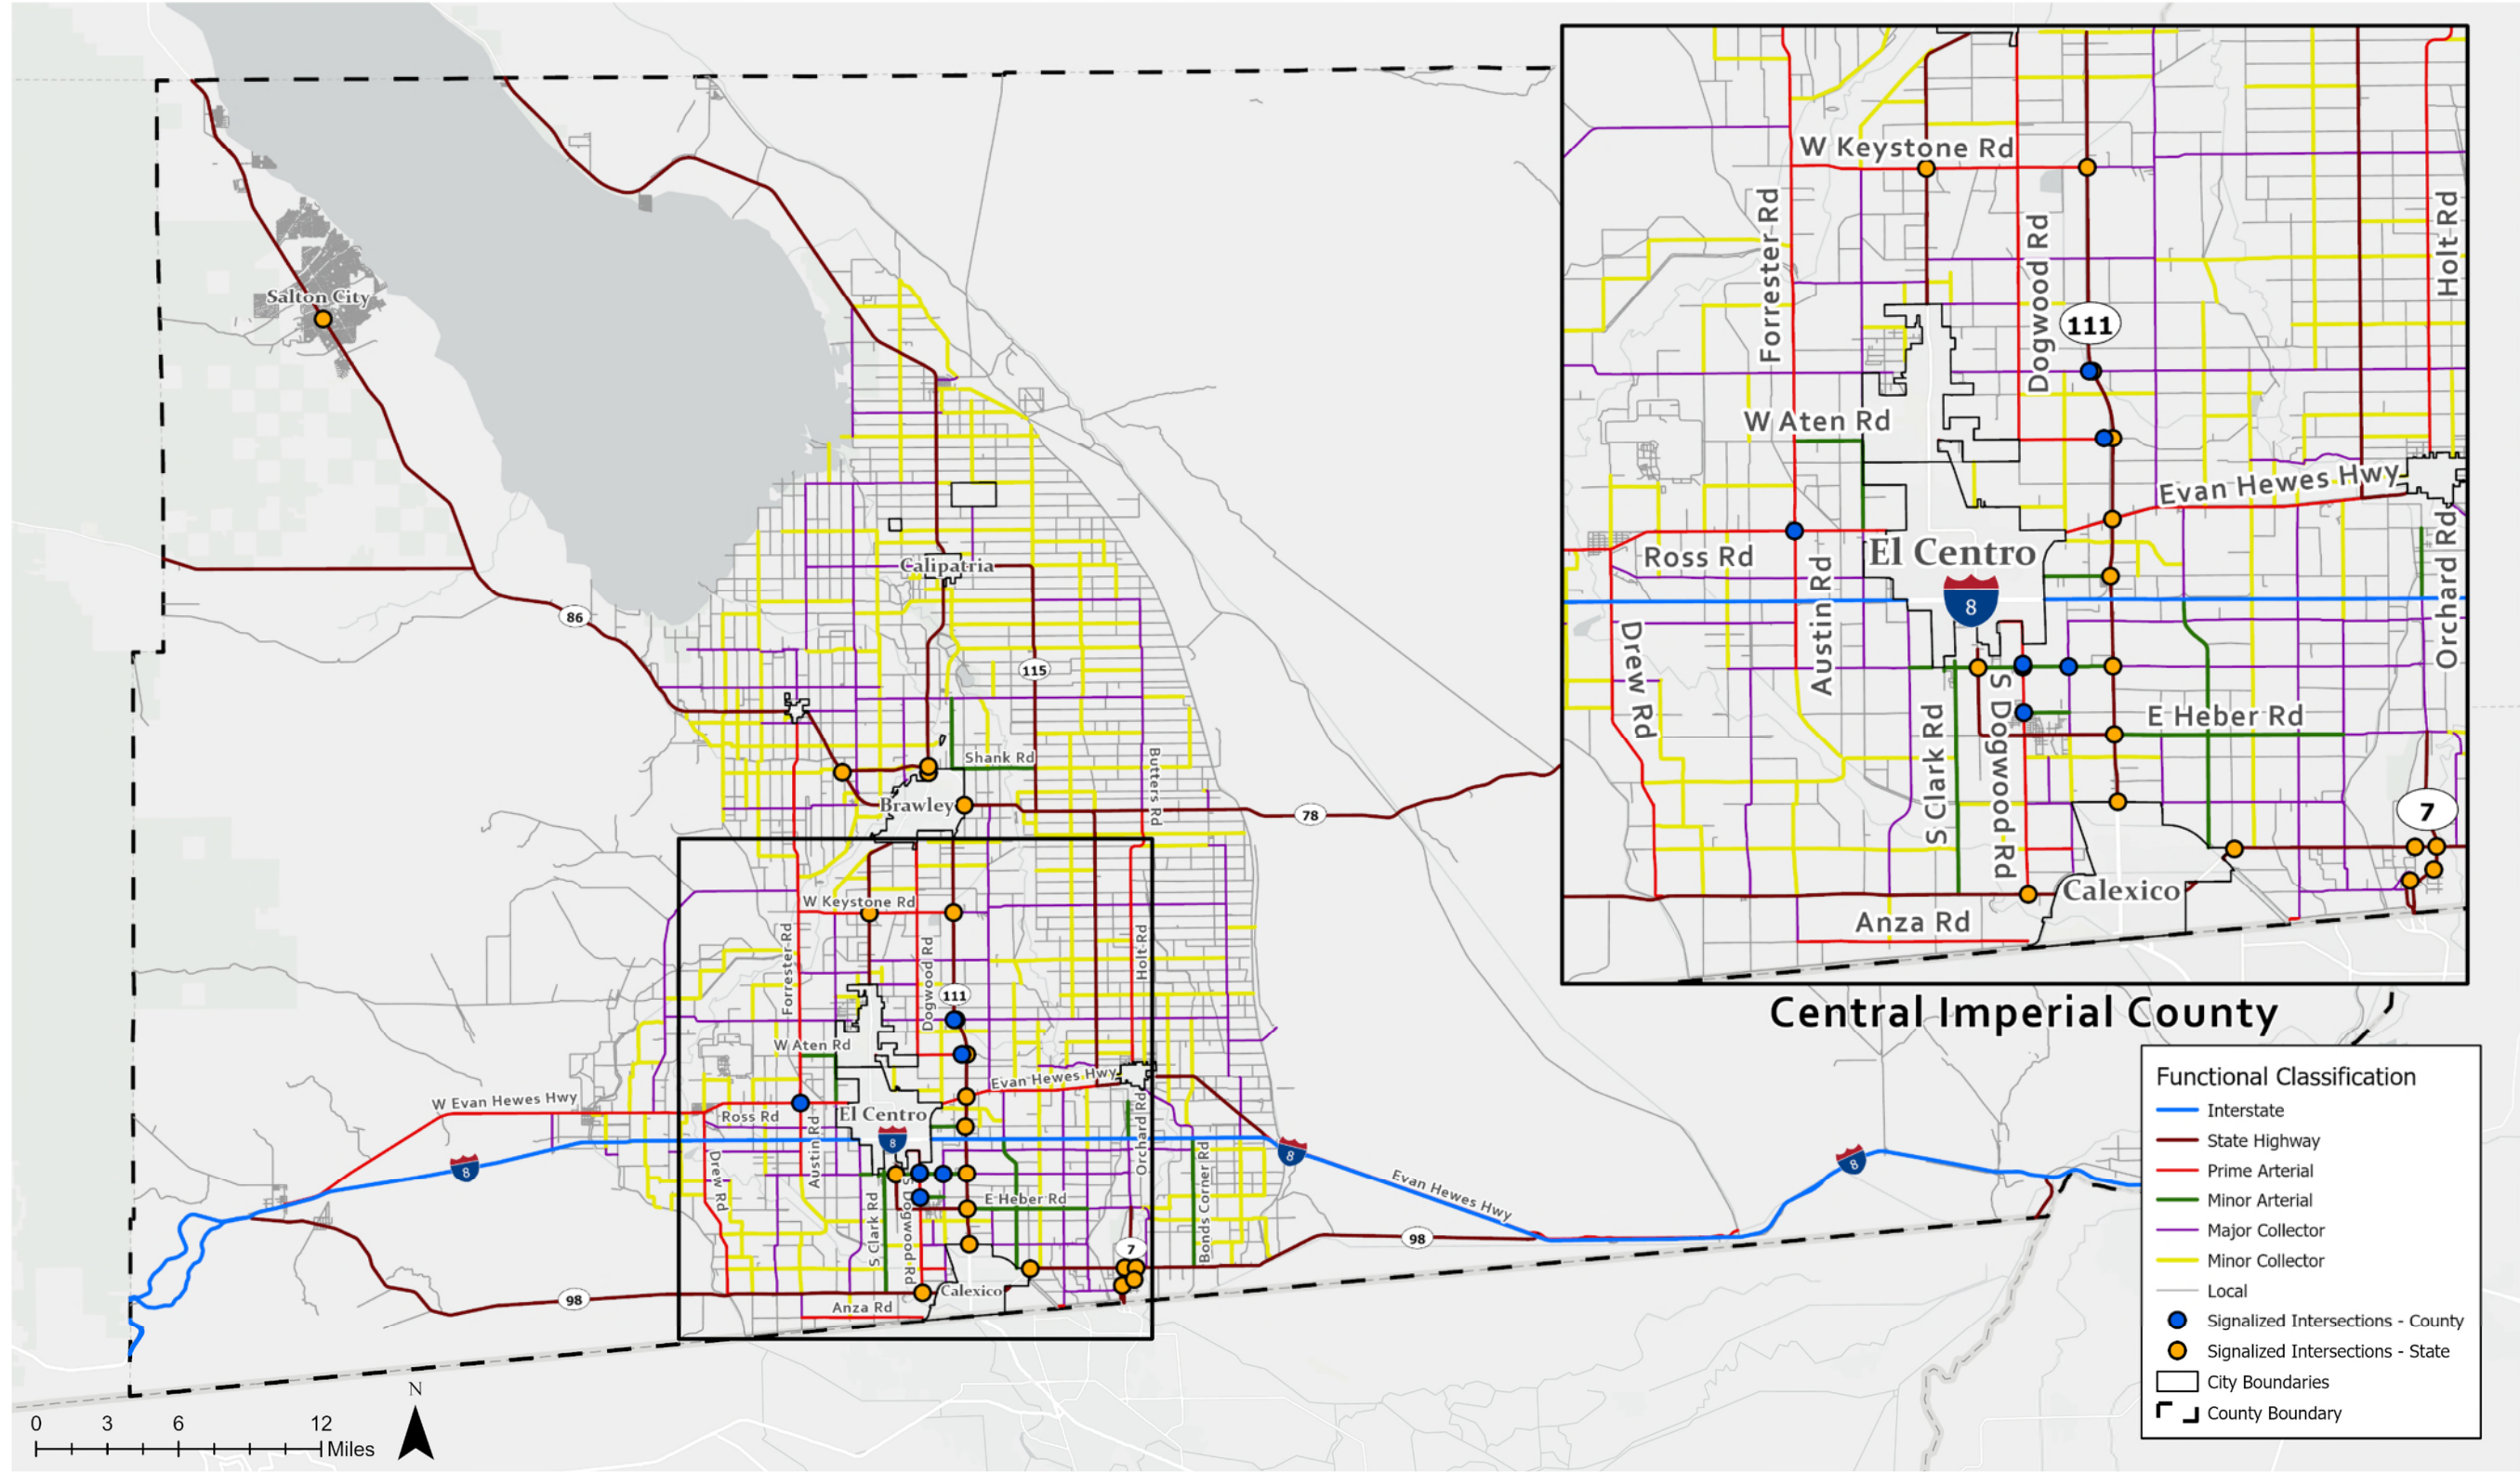 Salton City
86
Calipatria
115
Shank Rd
Butters Rd
Brawley
78
W Keystone Rd
Forrester Rd
Dogwood Rd
Holt Rd
111
W Aten Rd
Evan Hewes Hwy
W Evan Hewes Hwy
Ross Rd
El Centro
8
8
8
8
Austin Rd
Orchard Rd
Drew Rd
Bonds Corner Rd
S Clark Rd
S Dogwood Rd
E Heber Rd
Evan Hewes Hwy
7
98
98
Calexico
Anza Rd
W Keystone Rd
Forrester Rd
Dogwood Rd
Holt Rd
111
W Aten Rd
Evan Hewes Hwy
Ross Rd
El Centro
8
Austin Rd
Orchard Rd
Drew Rd
S Clark Rd
S Dogwood Rd
E Heber Rd
7
Calexico
Anza Rd
Central Imperial County
Functional Classification
Interstate
State Highway
Prime Arterial
Minor Arterial
Major Collector
Minor Collector
Local
Signalized Intersections - County
Signalized Intersections - State
City Boundaries
County Boundary
N
0 3 6 12
Miles